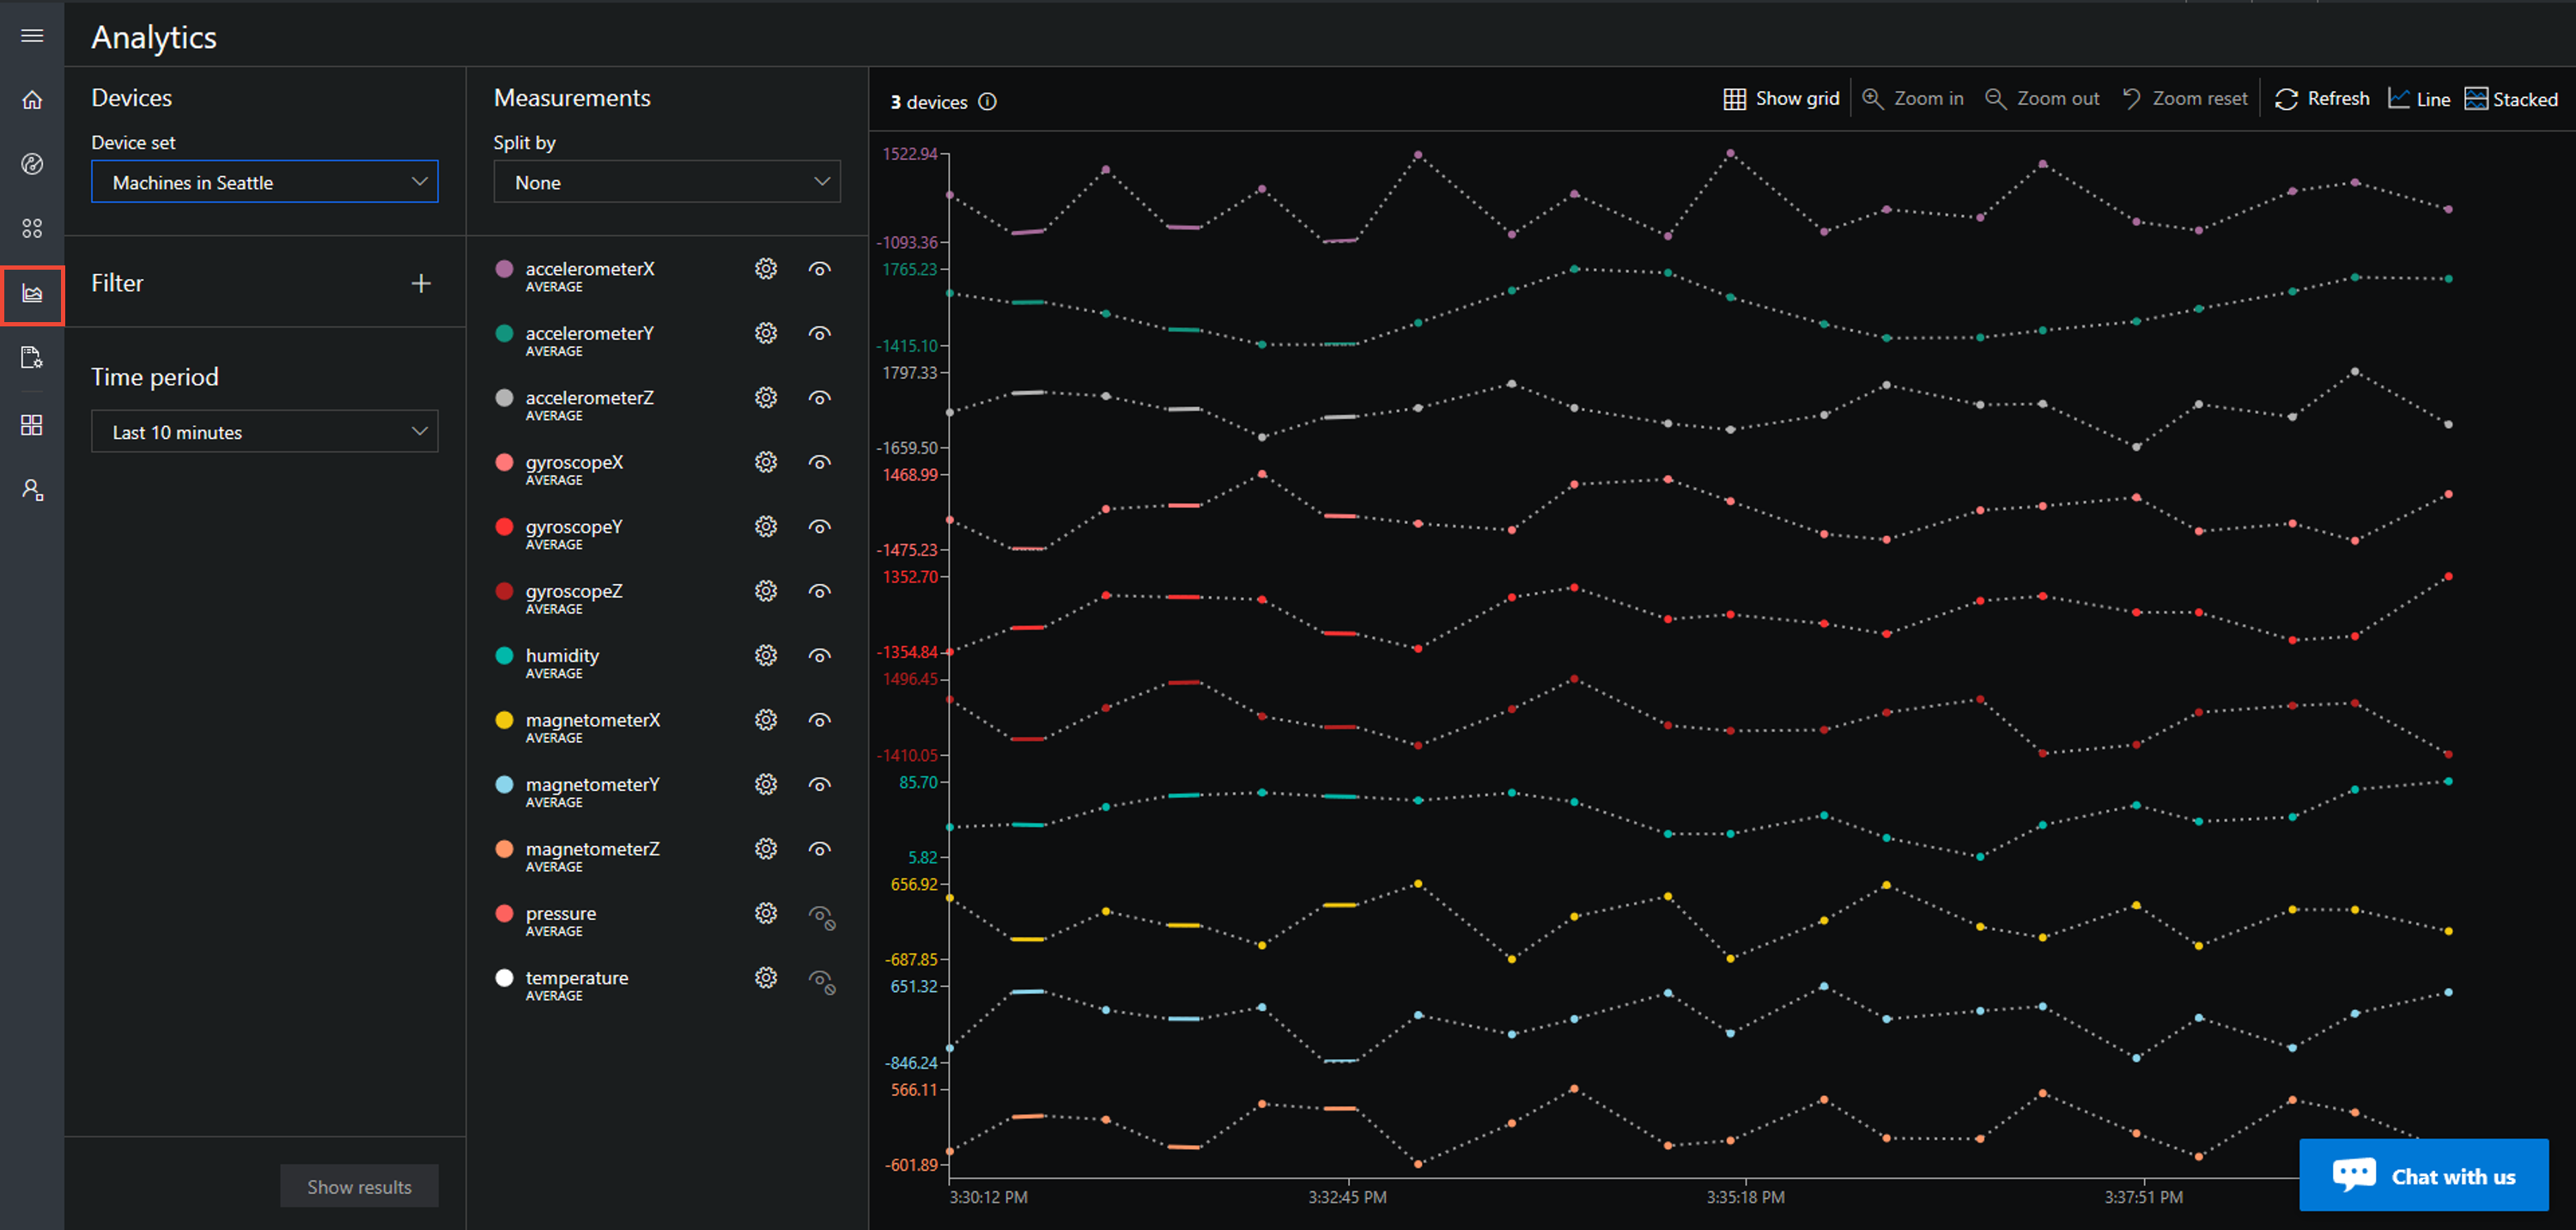 Analytics
Devices
Device set
Machines in Seattle
Filter
Time period
Last 10 minutes
Show results
Measurements
Split by
None
accelerometerX
AVERAGE
accelerometerY
AVERAGE
accelerometerZ
AVERAGE
gyroscopeX
AVERAGE
gyroscopeY
AVERAGE
gyroscopeZ
AVERAGE
humidity
AVERAGE
magnetometerX
AVERAGE
magnetometerY
AVERAGE
magnetometerZ
AVERAGE
pressure
AVERAGE
temperature
AVERAGE
3 devices
Show grid Zoom in Zoom out Zoom reset Refresh Line Stacked
1522.94
-1093.36
1765.23
-1415.10
1797.33
-1659.50
1468.99
-1475.23
1352.70
-1354.84
1496.45
-1410.05
85.70
5.82
656.92
-687.85
651.32
-846.24
566.11
-601.89
3:30:12 PM 3:32:45 PM 3:35:18 PM 3:37:51 PM
Chat with us